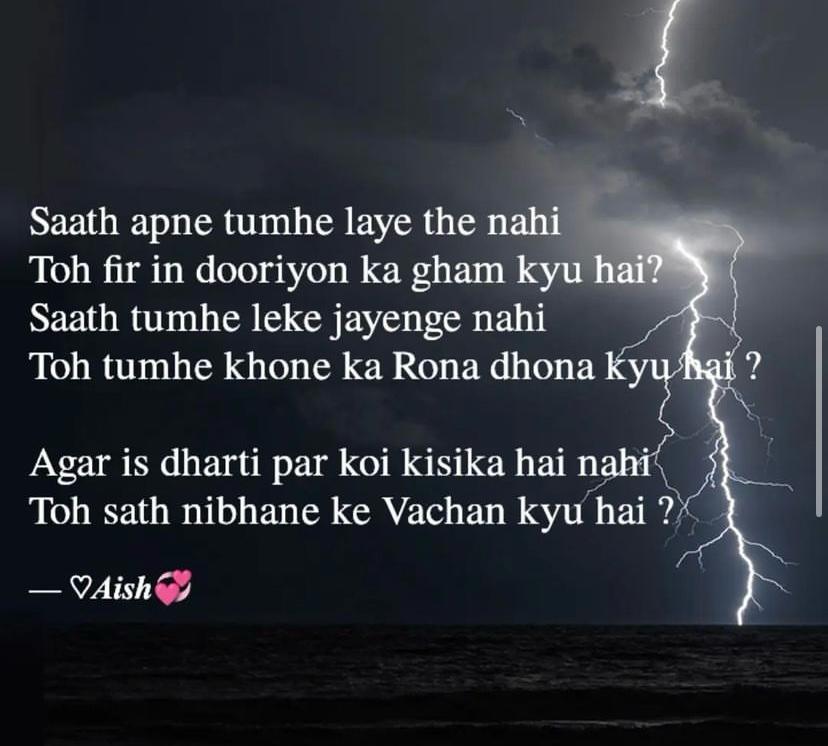 Saath apne tumhe laye the nahi
Toh fir in dooriyon ka gham kyu hai?
Saath tumhe leke jayenge nahi
Toh tumhe khone ka Rona dhona kyu hai ?
Agar is dharti par koi kisika hai nahi
Toh sath nibhane ke Vachan kyu hai ?
— ♡Aish💞